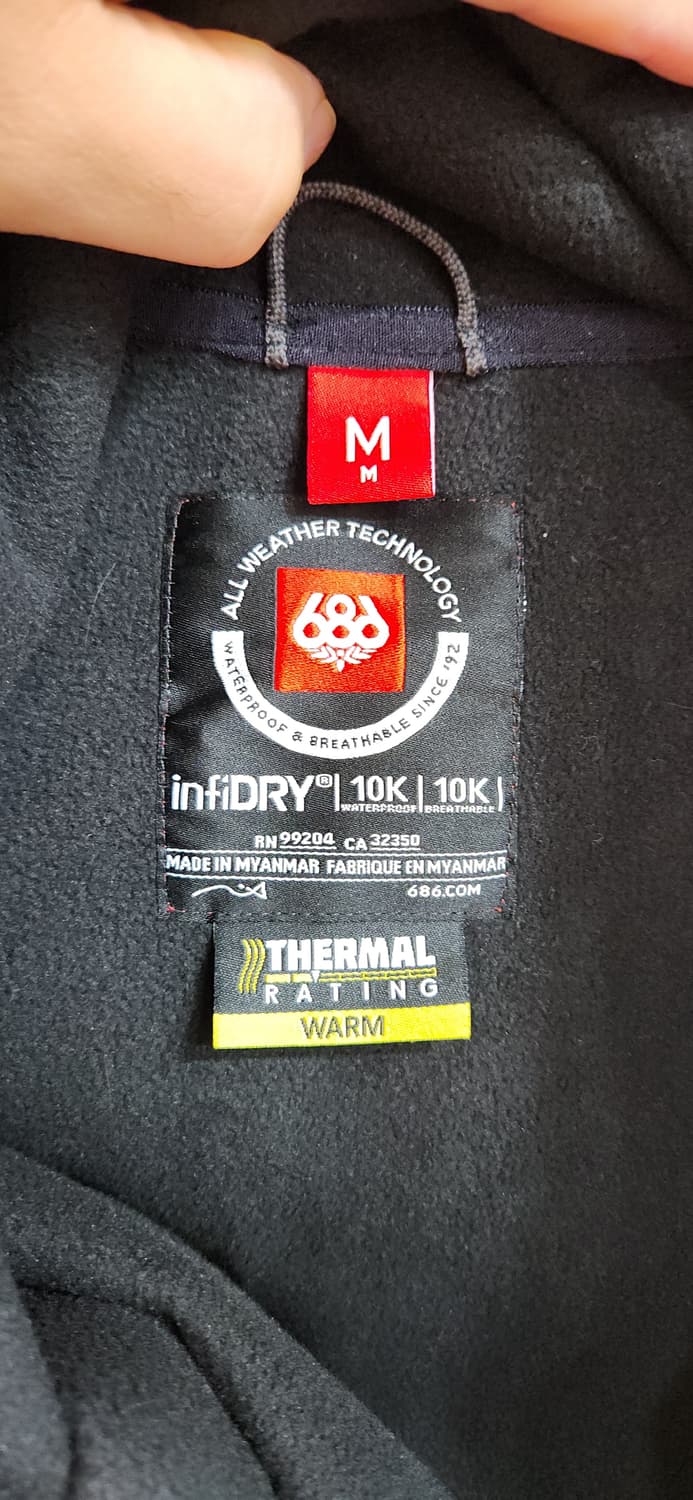 M
M
ALL WEATHER TECHNOLOGY
686
WATERPROOF & BREATHABLE SINCE '92
infiDRY® | 10K | 10K |
WATERPROOF BREATHABLE
RN 99204 CA 32350
MADE IN MYANMAR FABRIQUE EN MYANMAR
686.COM
THERMAL
RATING
WARM